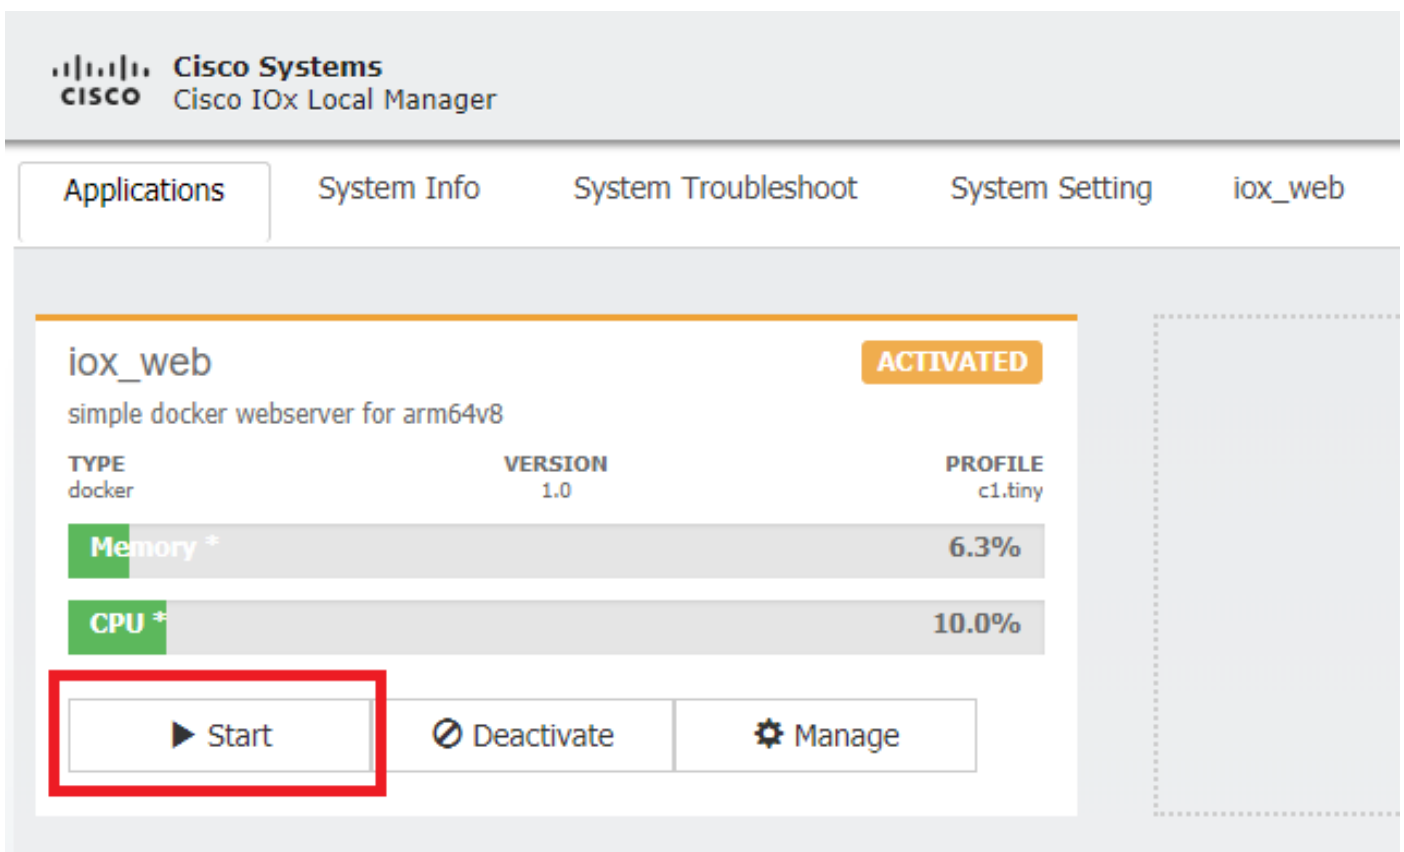 Cisco Systems
CISCO Cisco IOx Local Manager
Applications System Info System Troubleshoot System Setting iox_web
iox_web ACTIVATED
simple docker webserver for arm64v8
TYPE VERSION PROFILE
docker 1.0 c1.tiny
Memory * 6.3%
CPU * 10.0%
Start Deactivate Manage